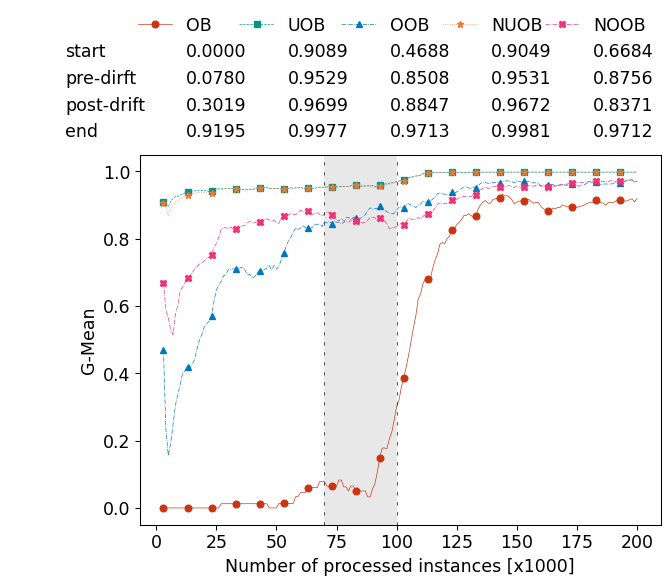 OB UOB OOB NUOB NOOB
start 0.0000 0.9089 0.4688 0.9049 0.6684
pre-dirft 0.0780 0.9529 0.8508 0.9531 0.8756
post-drift 0.3019 0.9699 0.8847 0.9672 0.8371
end 0.9195 0.9977 0.9713 0.9981 0.9712
1.0
0.8
0.6
0.4
0.2
0.0
G-Mean
0 25 50 75 100 125 150 175 200
Number of processed instances [x1000]